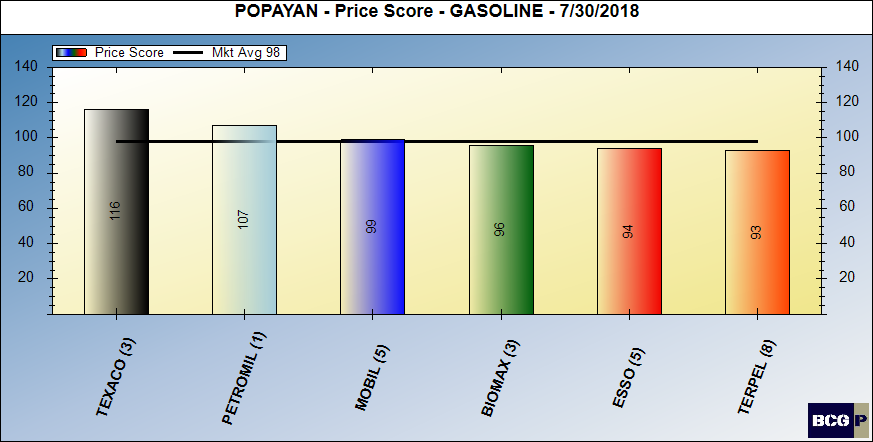 POPAYAN - Price Score - GASOLINE - 7/30/2018
Price Score Mkt Avg 98
140 140
120 120
100 100
80 80
60 60
40 40
20 20
116 107 99 96 94 93
TEXACO (3)
PETROMIL (1)
MOBIL (5)
BIOMAX (3)
ESSO (5)
TERPEL (8)
BCG P